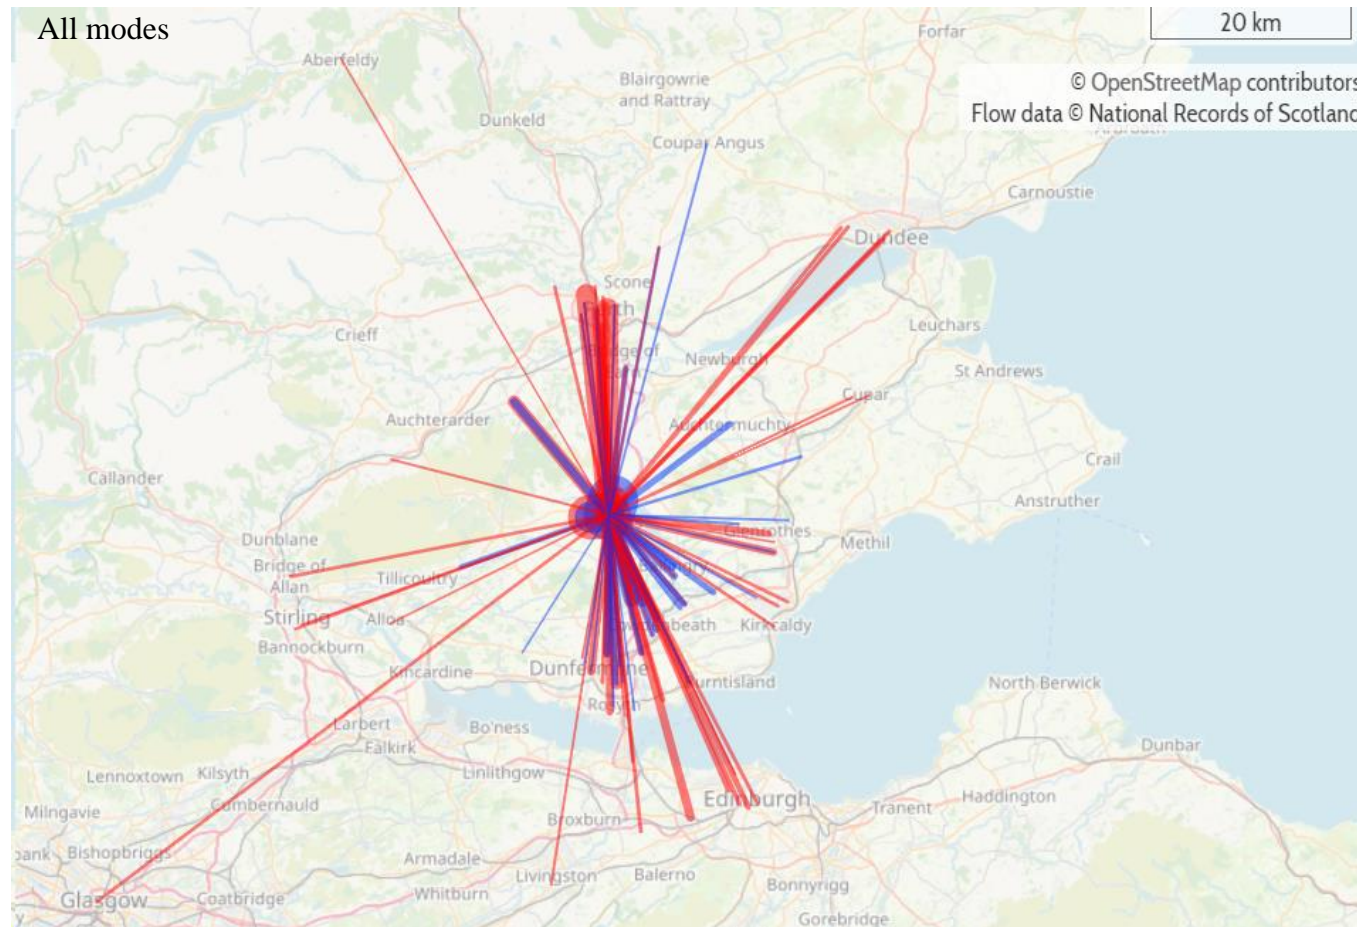 All modes
20 km
Forfar
Aberfeldy
Blairgowrie
and Rattray
© OpenStreetMap contributors
Dunkeld
Flow data © National Records of Scotland
Coupar Angus
Carnoustie
Dundee
Scone
Crieff
Leuchars
Newburgh
St Andrews
Cupar
Auchterarder
Auchtermuchty
Crail
Callander
Anstruther
Glenrothes
Dunblane
Methil
Bridge of
Allan
Tillicoultry
Stirling
Alloa
Cowdenbeath
Kirkcaldy
Bannockburn
Kincardine
Dunfermline
Burntisland
North Berwick
Rosyth
Larbert
Bo'ness
Falkirk
Dunbar
Lennoxtown
Kilsyth
Linlithgow
Cumbernauld
Edinburgh
Haddington
Tranent
Milngavie
Broxburn
Bishopbriggs
Armadale
Livingston
Balerno
Bonnyrigg
Glasgow
Coatbridge
Whitburn
Gorebridge